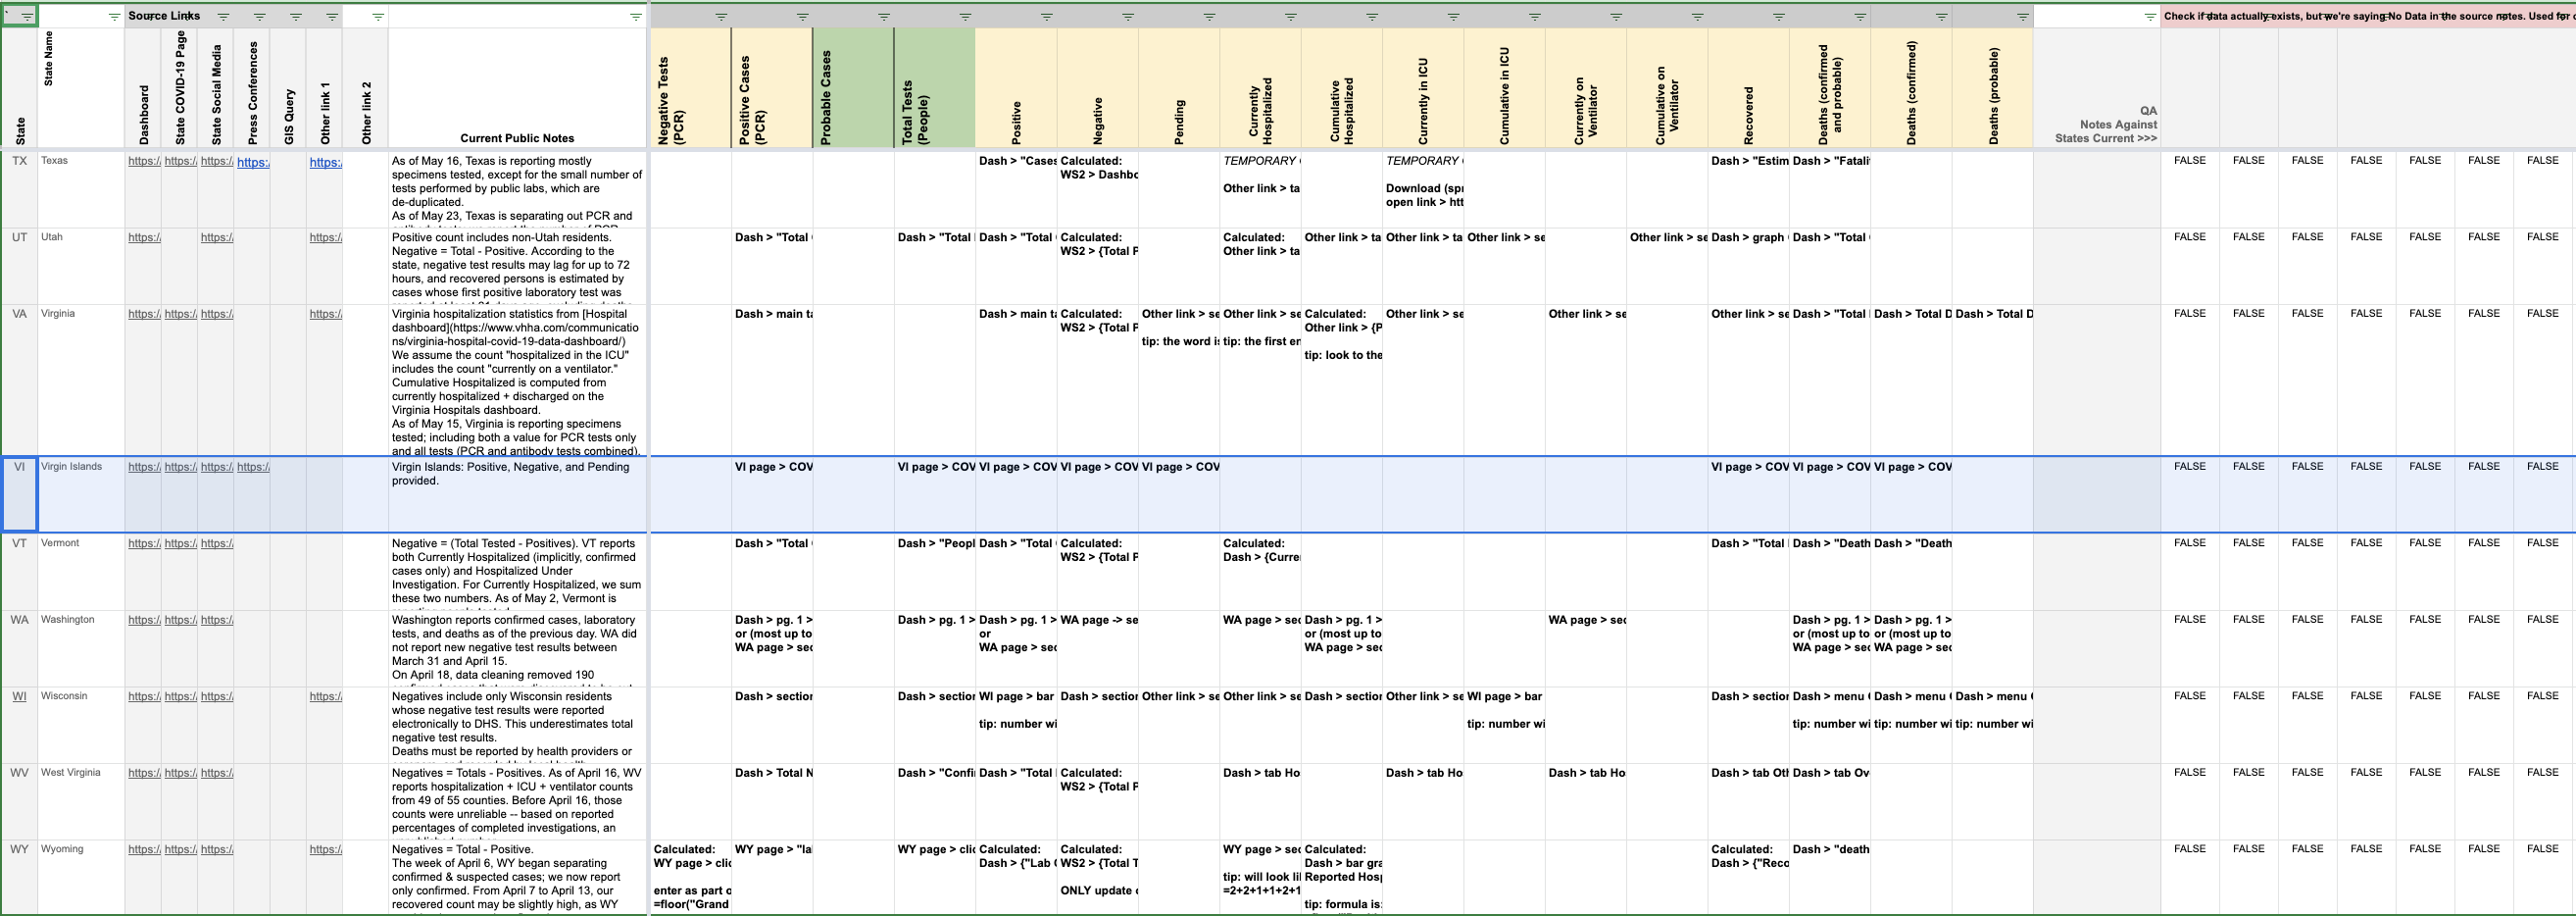 ` Source Links Check if data actually exists, but we're saying No Data in the source notes. Used for
State
State Name
Dashboard
State COVID-19 Page
State Social Media
Press Conferences
GIS Query
Other link 1
Other link 2
Current Public Notes
Negative Tests
(PCR)
Positive Cases
(PCR)
Probable Cases
Total Tests
(People)
Positive
Negative
Pending
Currently
Hospitalized
Cumulative
Hospitalized
Currently in ICU
Cumulative in ICU
Currently on
Ventilator
Cumulative on
Ventilator
Recovered
Deaths (confirmed
and probable)
Deaths (confirmed)
Deaths (probable)
QA
Notes Against
States Current >>>
TX Texas https:/ https:/ https:/ https: https:
As of May 16, Texas is reporting mostly
specimens tested, except for the small number of
tests performed by public labs, which are
de-duplicated.
As of May 23, Texas is separating out PCR and
Dash > "Cases
Calculated:
WS2 > Dashbo
TEMPORARY
Other link > ta
TEMPORARY
Download (spr
open link > htt
Dash > "Estim
Dash > "Fatali
FALSE FALSE FALSE FALSE FALSE FALSE FALSE
UT Utah https:/ https:/ https:/
Positive count includes non-Utah residents.
Negative = Total - Positive. According to the
state, negative test results may lag for up to 72
hours, and recovered persons is estimated by
cases whose first positive laboratory test was
Dash > "Total
Dash > "Total
Dash > "Total
Calculated:
WS2 > {Total P
Calculated:
Other link > ta
Other link > ta
Other link > ta
Other link > se
Other link > se
Dash > graph
Dash > "Total
FALSE FALSE FALSE FALSE FALSE FALSE FALSE
VA Virginia https:/ https:/ https:/ https:/
Virginia hospitalization statistics from [Hospital
dashboard](https://www.vhha.com/communicatio
ns/virginia-hospital-covid-19-data-dashboard/)
We assume the count "hospitalized in the ICU"
includes the count "currently on a ventilator."
Cumulative Hospitalized is computed from
currently hospitalized + discharged on the
Virginia Hospitals dashboard.
As of May 15, Virginia is reporting specimens
tested; including both a value for PCR tests only
and all tests (PCR and antibody tests combined).
Dash > main ta
Dash > main ta
Calculated:
WS2 > {Total P
Other link > se
tip: the word is
Other link > se
tip: the first en
Calculated:
Other link > {P
tip: look to the
Other link > se
Other link > se
Other link > se
Dash > "Total
Dash > Total D
Dash > Total D
FALSE FALSE FALSE FALSE FALSE FALSE FALSE
VI Virgin Islands https:/ https:/ https:/ https:/
Virgin Islands: Positive, Negative, and Pending
provided.
VI page > COV
VI page > COV
VI page > COV
VI page > COV
VI page > COV
VI page > COV
VI page > COV
VI page > COV
FALSE FALSE FALSE FALSE FALSE FALSE FALSE
VT Vermont https:/ https:/ https:/
Negative = (Total Tested - Positives). VT reports
both Currently Hospitalized (implicitly, confirmed
cases only) and Hospitalized Under
Investigation. For Currently Hospitalized, we sum
these two numbers. As of May 2, Vermont is
Dash > "Total
Dash > "Peopl
Dash > "Total
Calculated:
WS2 > {Total P
Calculated:
Dash > {Curre
Dash > "Total
Dash > "Death
Dash > "Death
FALSE FALSE FALSE FALSE FALSE FALSE FALSE
WA Washington https:/ https:/ https:/
Washington reports confirmed cases, laboratory
tests, and deaths as of the previous day. WA did
not report new negative test results between
March 31 and April 15.
On April 18, data cleaning removed 190
Dash > pg. 1 >
or (most up to
WA page > sec
Dash > pg. 1 >
Dash > pg. 1 >
or
WA page > sec
WA page -> se
WA page > sec
Dash > pg. 1 >
or (most up to
WA page > sec
WA page > sec
Dash > pg. 1 >
or (most up to
WA page > sec
Dash > pg. 1 >
or (most up to
WA page > sec
FALSE FALSE FALSE FALSE FALSE FALSE FALSE
WI Wisconsin https:/ https:/ https:/ https:/
Negatives include only Wisconsin residents
whose negative test results were reported
electronically to DHS. This underestimates total
negative test results.
Deaths must be reported by health providers or
Dash > section
Dash > section
WI page > bar
tip: number wi
Dash > section
Other link > se
Other link > se
Dash > section
Other link > se
WI page > bar
tip: number wi
Dash > section
Dash > menu
tip: number wi
Dash > menu
tip: number wi
Dash > menu
tip: number wi
FALSE FALSE FALSE FALSE FALSE FALSE FALSE
WV West Virginia https:/ https:/ https:/
Negatives = Totals - Positives. As of April 16, WV
reports hospitalization + ICU + ventilator counts
from 49 of 55 counties. Before April 16, those
counts were unreliable -- based on reported
percentages of completed investigations, an
Dash > Total N
Dash > "Confi
Dash > "Total
Calculated:
WS2 > {Total P
Dash > tab Ho
Dash > tab Ho
Dash > tab Ho
Dash > tab Oth
Dash > tab Ov
FALSE FALSE FALSE FALSE FALSE FALSE FALSE
WY Wyoming https:/ https:/ https:/ https:/
Negatives = Total - Positive.
The week of April 6, WY began separating
confirmed & suspected cases; we now report
only confirmed. From April 7 to April 13, our
recovered count may be slightly high, as WY
Calculated:
WY page > clic
enter as part o
=floor("Grand
WY page > "la
WY page > clic
Calculated:
Dash > {"Lab
Calculated:
WS2 > {Total T
ONLY update
WY page > sec
tip: will look li
=2+2+1+1+2+1
Calculated:
Dash > bar gra
Reported Hosp
tip: formula is:
Calculated:
Dash > {"Reco
Dash > "death
FALSE FALSE FALSE FALSE FALSE FALSE FALSE